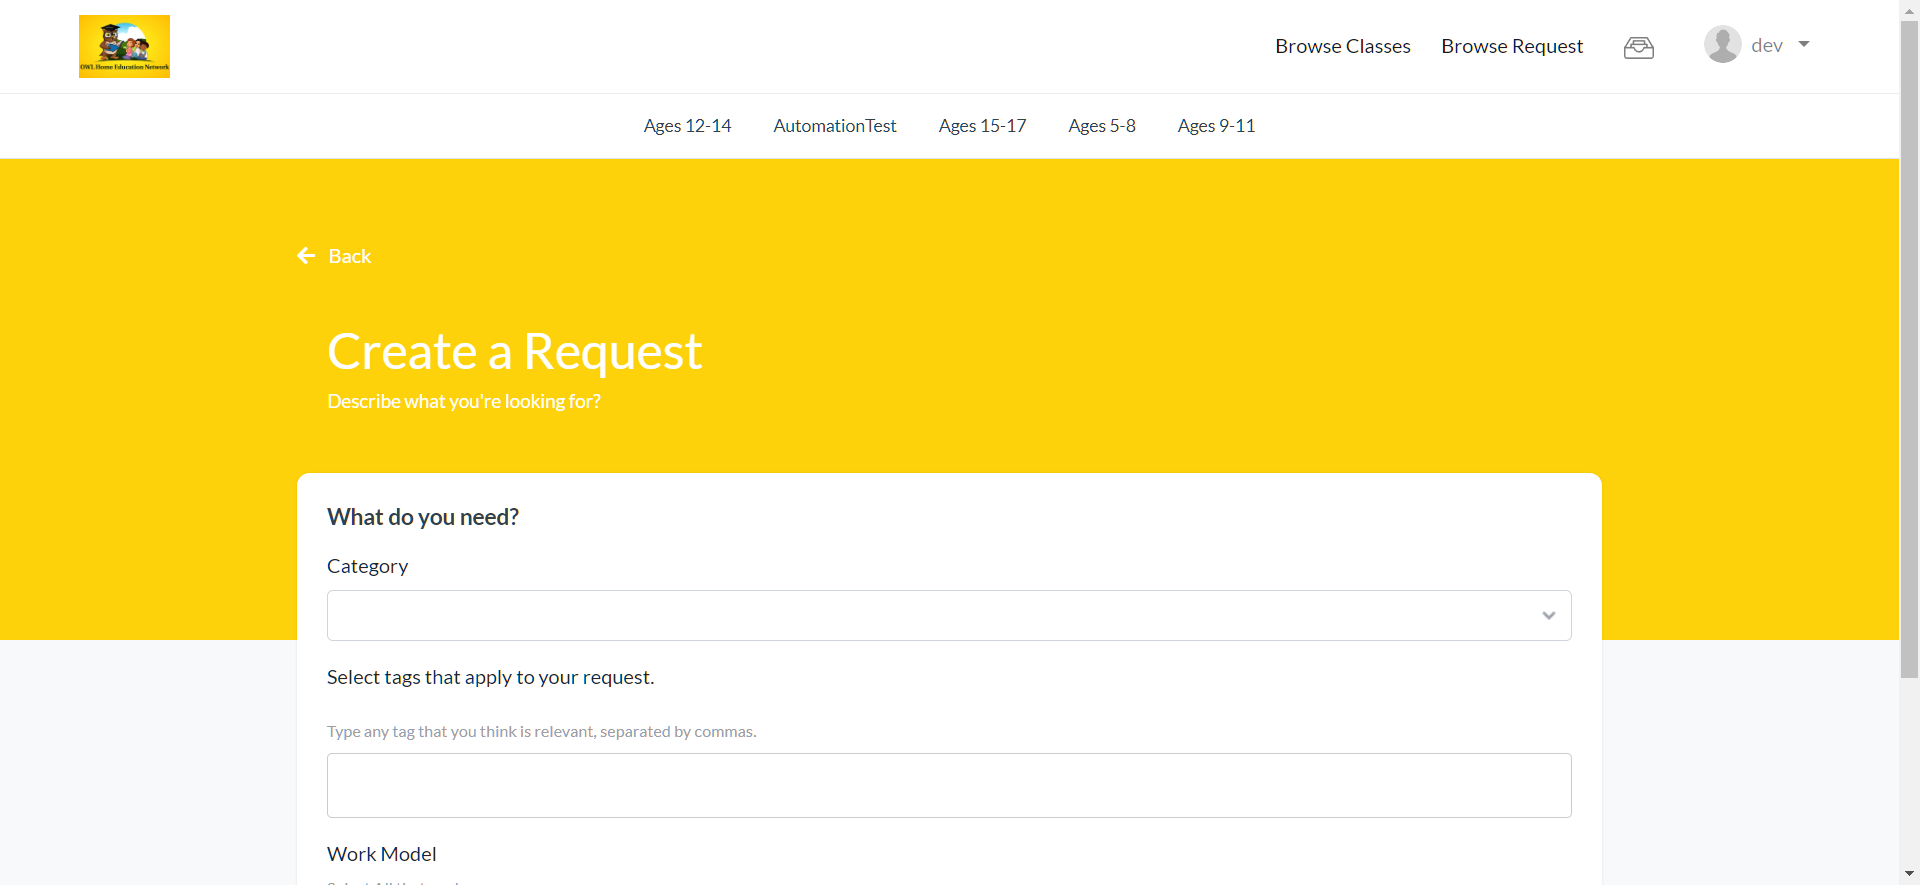 OWL Home Education Network
Browse Classes
Browse Request
dev
Ages 12-14
AutomationTest
Ages 15-17
Ages 5-8
Ages 9-11
Back
Create a Request
Describe what you're looking for?
What do you need?
Category
Select tags that apply to your request.
Type any tag that you think is relevant, separated by commas.
Work Model